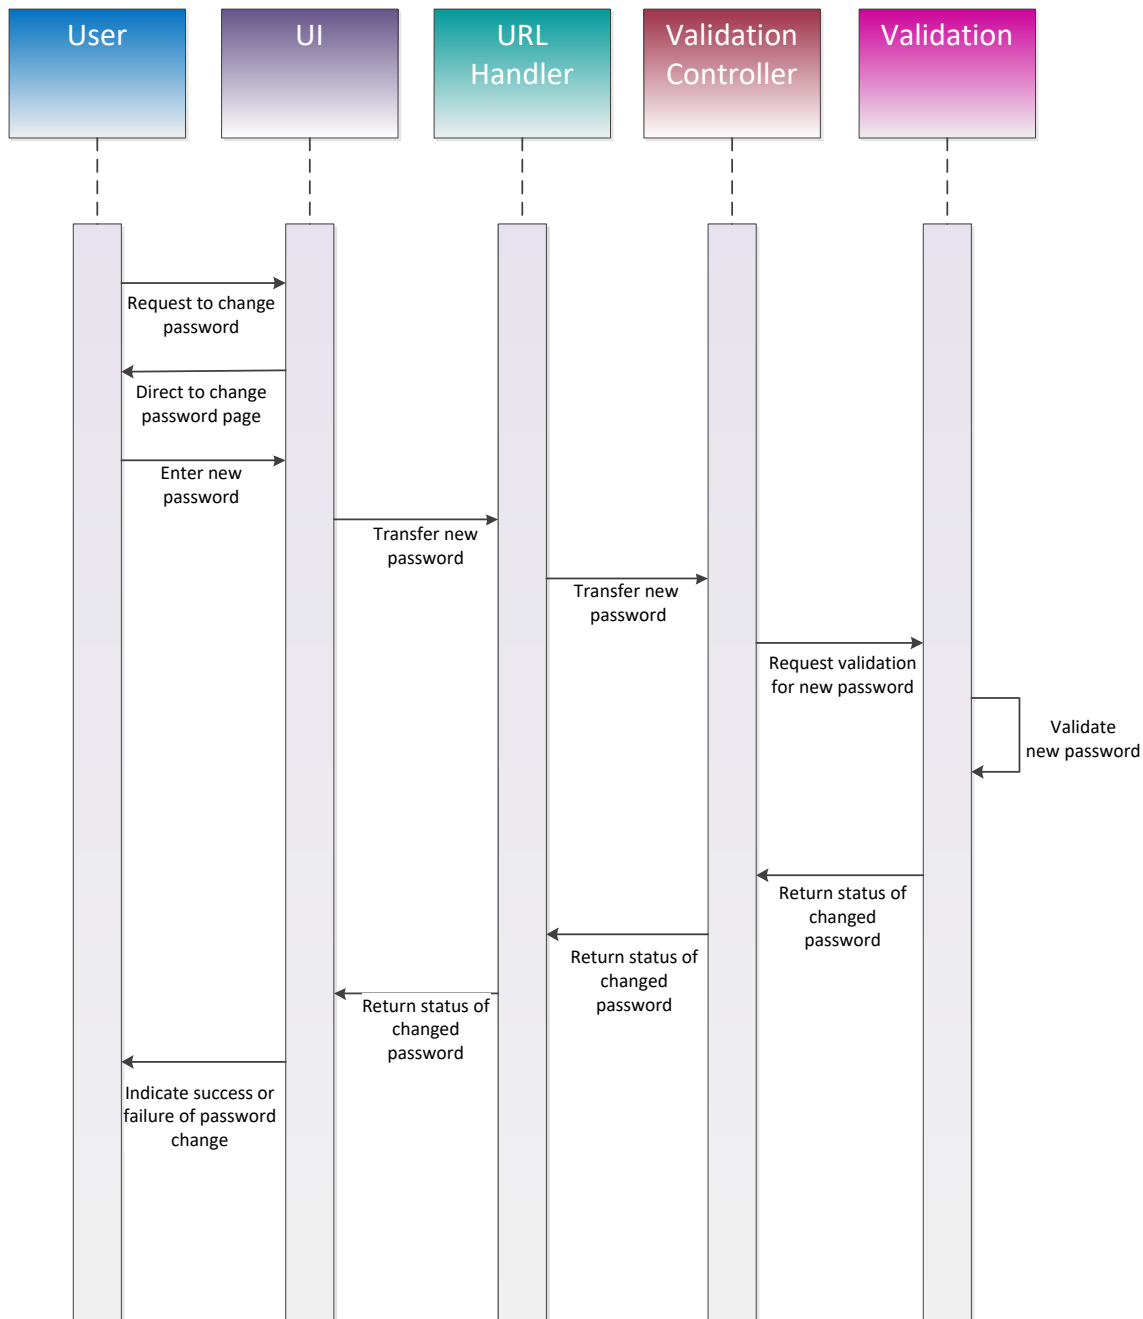 User
UI
URL
Handler
Validation
Controller
Validation
Request to change
password
Direct to change
password page
Enter new
password
Transfer new
password
Transfer new
password
Request validation
for new password
Validate
new password
Return status of
changed
password
Return status of
changed
password
Return status of
changed
password
Indicate success or
failure of password
change